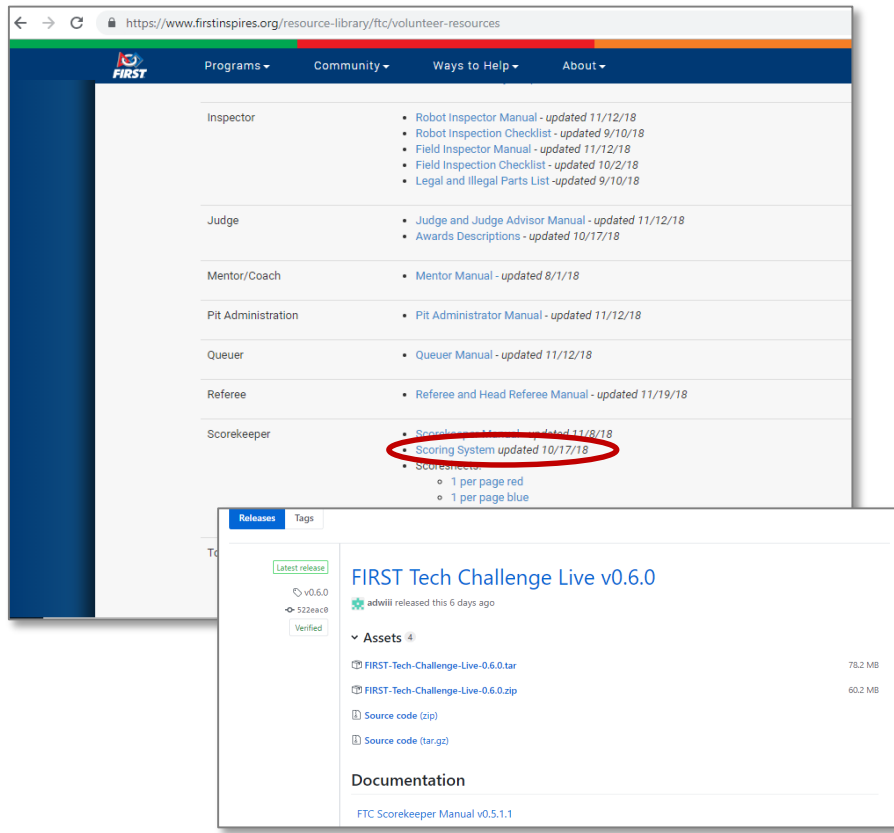 https://www.firstinspires.org/resource-library/ftc/volunteer-resources
FIRST
Programs
Community
Ways to Help
About
Inspector
Robot Inspector Manual - updated 11/12/18
Robot Inspection Checklist - updated 9/10/18
Field Inspector Manual - updated 11/12/18
Field Inspection Checklist - updated 10/2/18
Legal and Illegal Parts List -updated 9/10/18
Judge
Judge and Judge Advisor Manual - updated 11/12/18
Awards Descriptions - updated 10/17/18
Mentor/Coach
Mentor Manual - updated 8/1/18
Pit Administration
Pit Administrator Manual - updated 11/12/18
Queuer
Queuer Manual - updated 11/12/18
Referee
Referee and Head Referee Manual - updated 11/19/18
Scorekeeper
Scorekeeper Manual - updated 11/8/18
Scoring System updated 10/17/18
Scoresheets:
1 per page red
1 per page blue
Releases
Tags
Latest release
v0.6.0
522eac0
Verified
FIRST Tech Challenge Live v0.6.0
adwiii released this 6 days ago
Assets 4
FIRST-Tech-Challenge-Live-0.6.0.tar
78.2 MB
FIRST-Tech-Challenge-Live-0.6.0.zip
60.2 MB
Source code (zip)
Source code (tar.gz)
Documentation
FTC Scorekeeper Manual v0.5.1.1